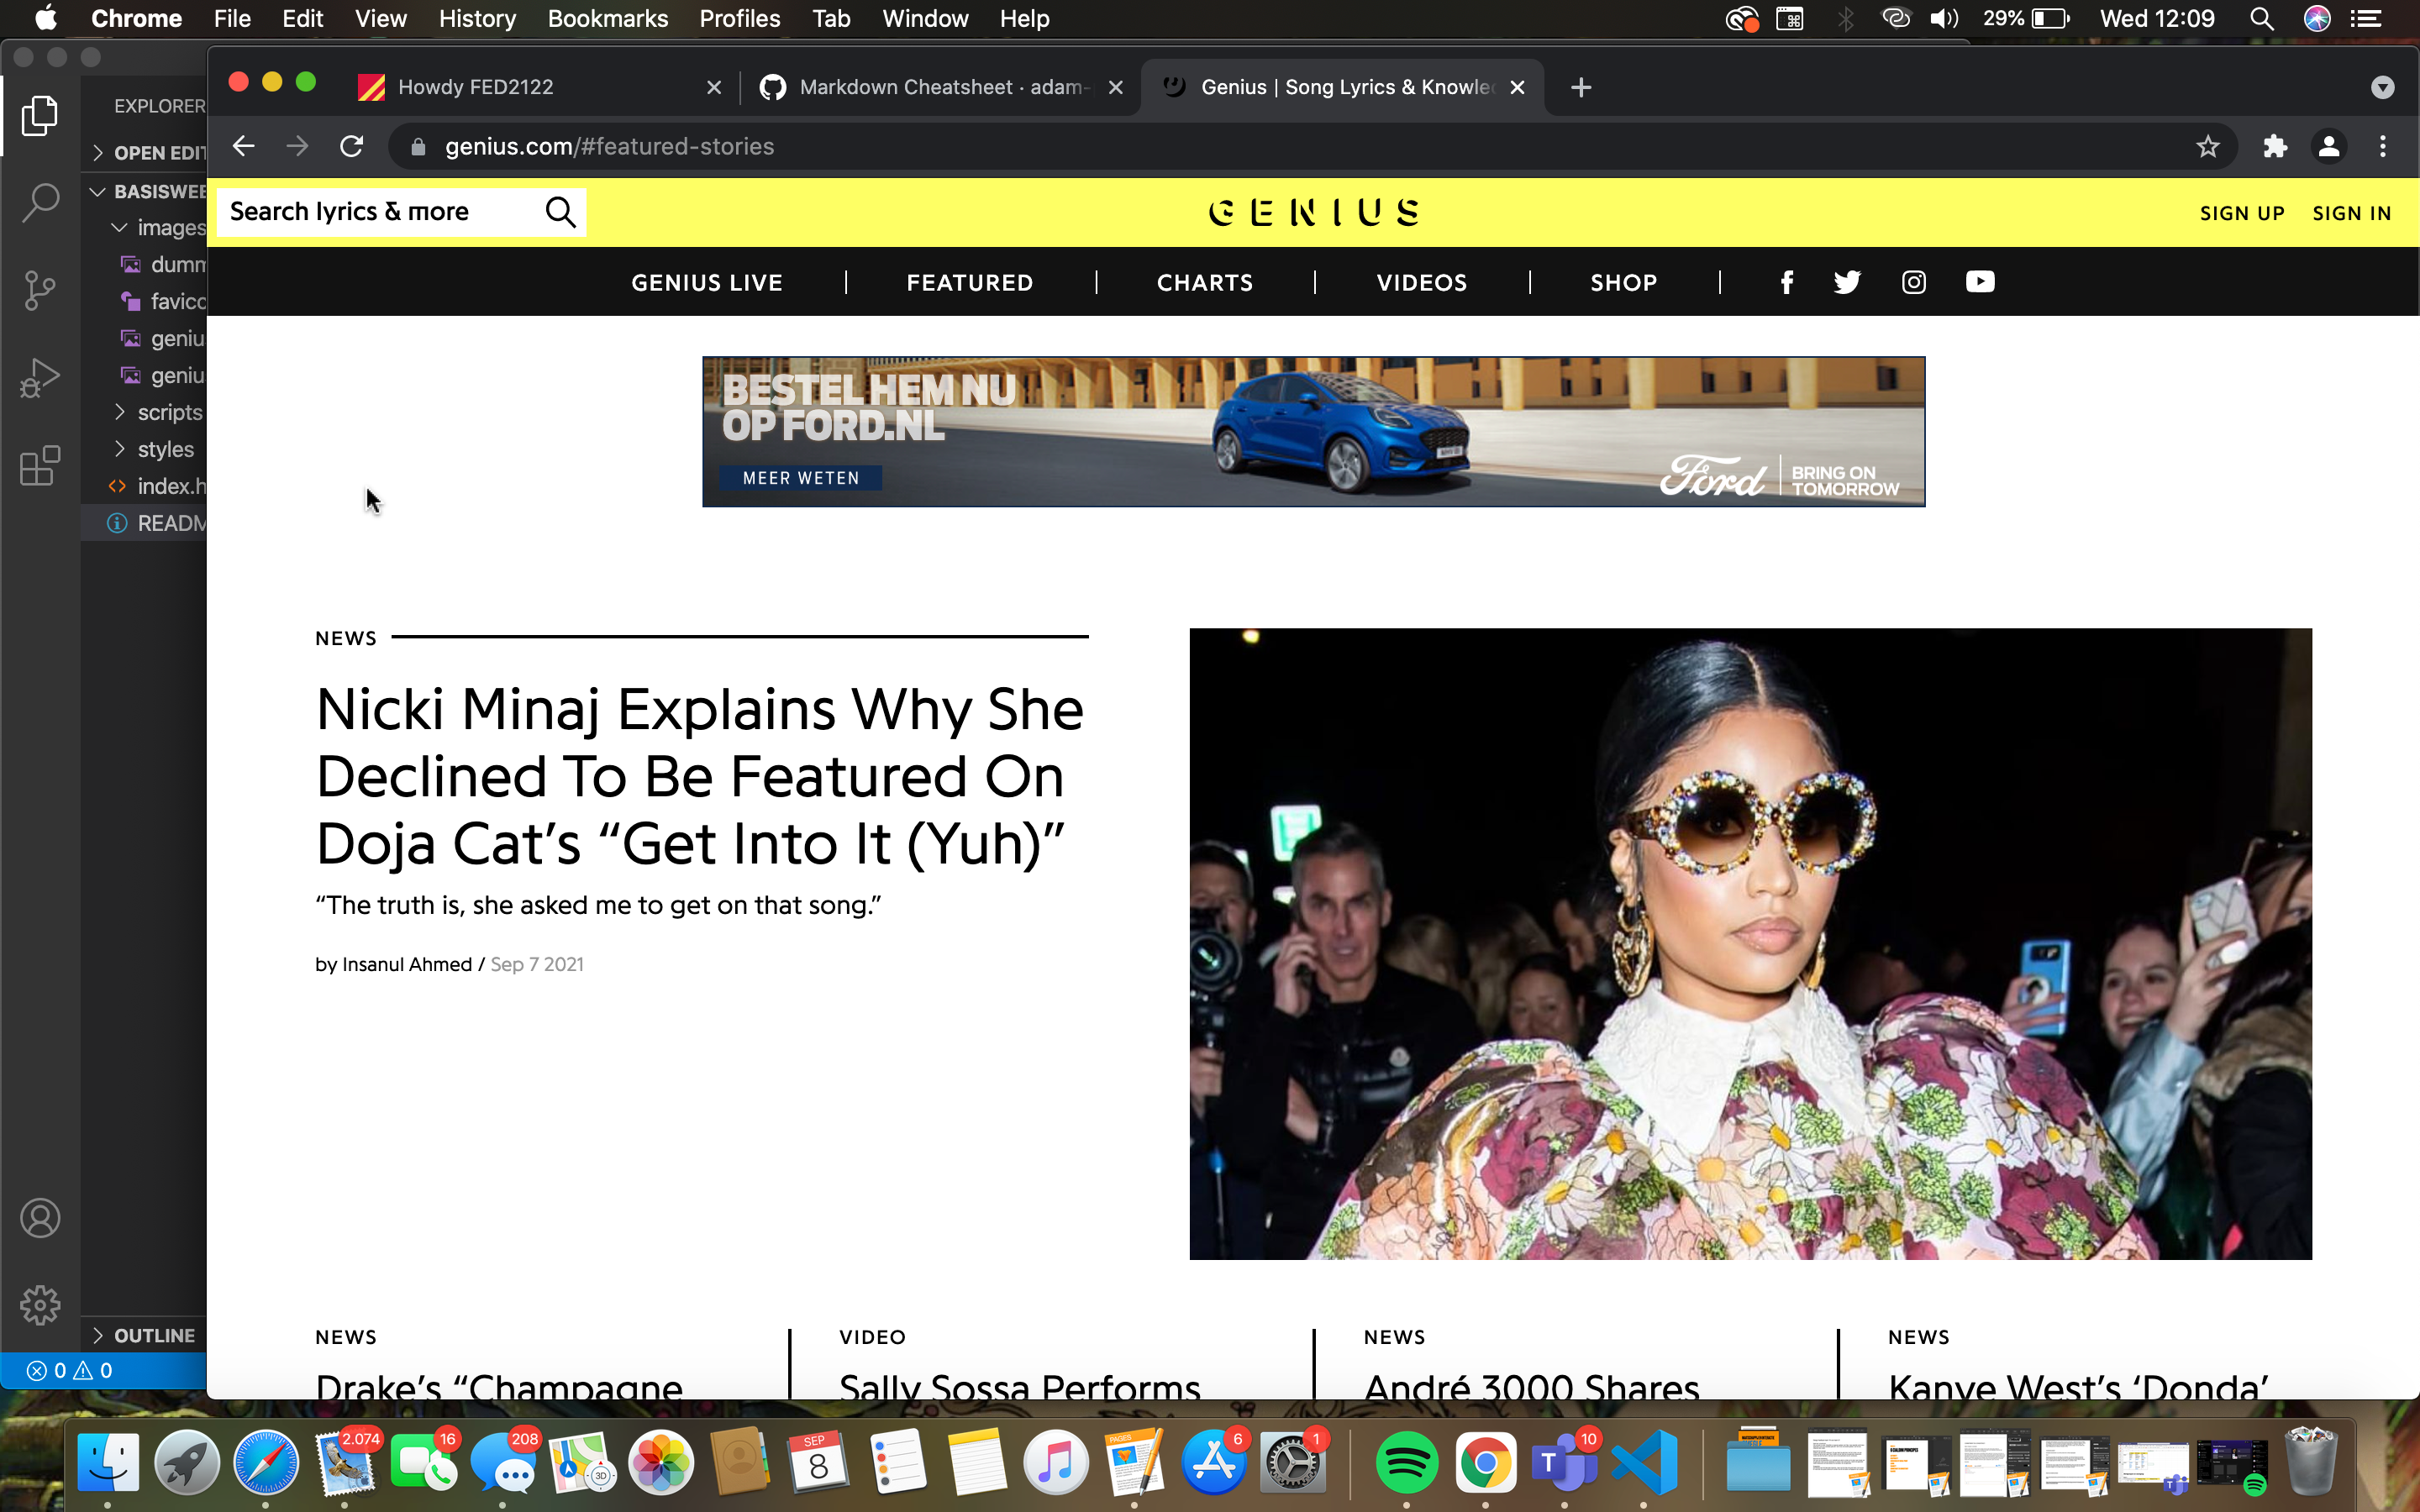 Chrome File Edit View History Bookmarks Profiles Tab Window Help 29% Wed 12:09
Howdy FED2122 Markdown Cheatsheet · adam- Genius | Song Lyrics & Knowle
genius.com/#featured-stories
EXPLORER
OPEN EDIT
BASISWEE
images
dumm
favico
geniu
geniu
scripts
styles
index.h
READM
OUTLINE
0 0
Search lyrics & more GENIUS SIGN UP SIGN IN
GENIUS LIVE FEATURED CHARTS VIDEOS SHOP
BESTEL HEM NU
OP FORD.NL
MEER WETEN
Ford BRING ON
TOMORROW
NEWS
Nicki Minaj Explains Why She
Declined To Be Featured On
Doja Cat’s “Get Into It (Yuh)”
“The truth is, she asked me to get on that song.”
by Insanul Ahmed / Sep 7 2021
NEWS
Drake’s “Champagne
VIDEO
Sally Sossa Performs
NEWS
André 3000 Shares
NEWS
Kanye West’s ‘Donda’
2.074 16 208 3D SEP 8 PAGES 6 1 T 10